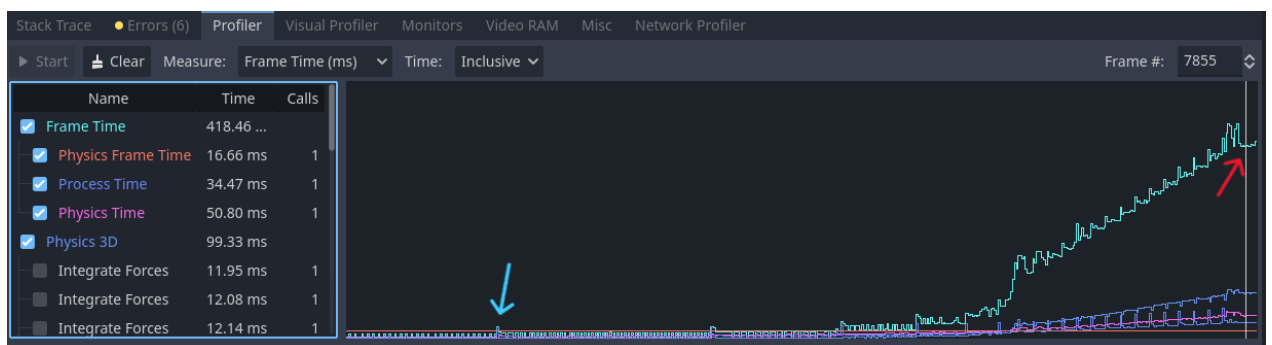 Stack Trace Errors (6) Profiler Visual Profiler Monitors Video RAM Misc Network Profiler
Start Clear Measure: Frame Time (ms) Time: Inclusive Frame #: 7855
Name Time Calls
Frame Time 418.46 ...
Physics Frame Time 16.66 ms 1
Process Time 34.47 ms 1
Physics Time 50.80 ms 1
Physics 3D 99.33 ms
Integrate Forces 11.95 ms 1
Integrate Forces 12.08 ms 1
Integrate Forces 12.14 ms 1